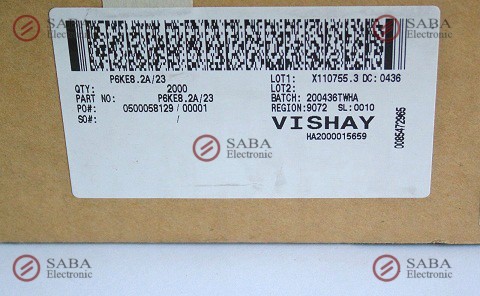 SABA
Electronic
SABA
Electronic
P6KE8.2A/23
LOT1: X110755.3 DC: 0436
QTY: 2000
LOT2:
PART NO: P6KE8.2A/23
BATCH: 200436TWHA
PO#: 0500058129 / 00001
REGION:9072 SL:0010
SO#: /
VISHAY
HA2000015659
0085472965
SABA
Electronic
SABA
Electronic
SABA
Electronic